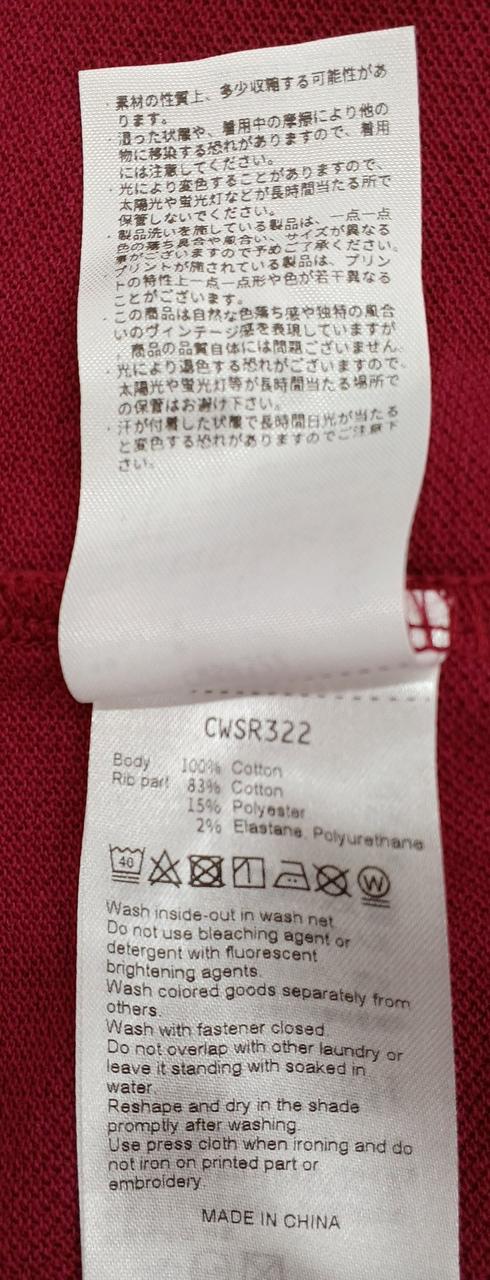 ・素材の性質上、多少収縮する可能性があ
ります。
・湿った状態や、着用中の摩擦により他の
物に移染する恐れがありますので、着用
には注意してください。
・光により変色することがありますので、
太陽光や蛍光灯などが長時間当たる所で
保管しないでください。
・製品洗いを施している製品は、一点一点
色の落ち具合や風合い、サイズが異なる
事がございますので予めご了承ください。
プリントが施されている製品は、プリン
トの特性上一点一点形や色が若干異なる
ことがございます。
・この商品は自然な色落ち感や独特の風合
いのヴィンテージ感を表現していますが
、商品の品質自体には問題ございません。
・光により退色する恐れがございますので、
太陽光や蛍光灯等が長時間当たる場所で
の保管はお避け下さい。
・汗が付着した状態で長時間日光が当たる
と変色する恐れがありますのでご注意下
さい。
CWSR322
Body 100% Cotton
Rib part 83% Cotton
15% Polyester
2% Elastane, Polyurethane
40 W
Wash inside-out in wash net.
Do not use bleaching agent or
detergent with fluorescent
brightening agents.
Wash colored goods separately from
others.
Wash with fastener closed.
Do not overlap with other laundry or
leave it standing with soaked in
water.
Reshape and dry in the shade
promptly after washing.
Use press cloth when ironing and do
not iron on printed part or
embroidery.
MADE IN CHINA